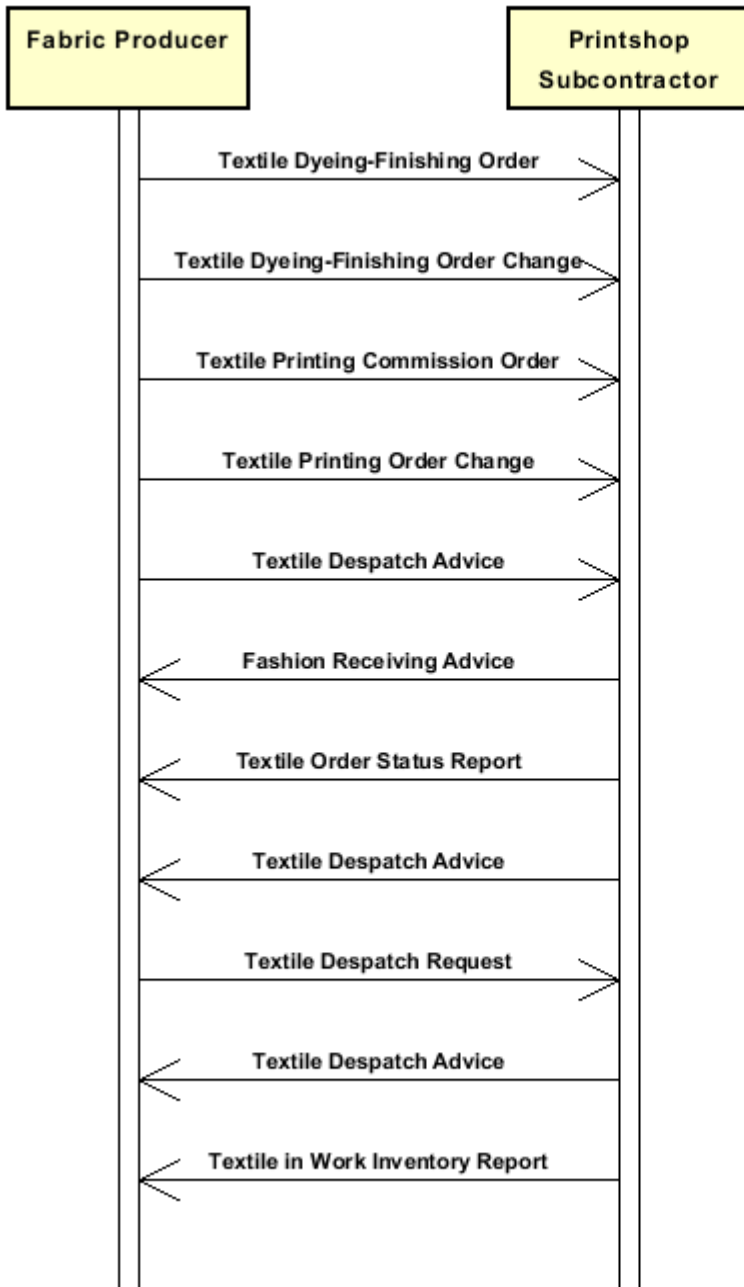 Fabric Producer
Printshop
Subcontractor
Textile Dyeing-Finishing Order
Textile Dyeing-Finishing Order Change
Textile Printing Commission Order
Textile Printing Order Change
Textile Despatch Advice
Fashion Receiving Advice
Textile Order Status Report
Textile Despatch Advice
Textile Despatch Request
Textile Despatch Advice
Textile in Work Inventory Report